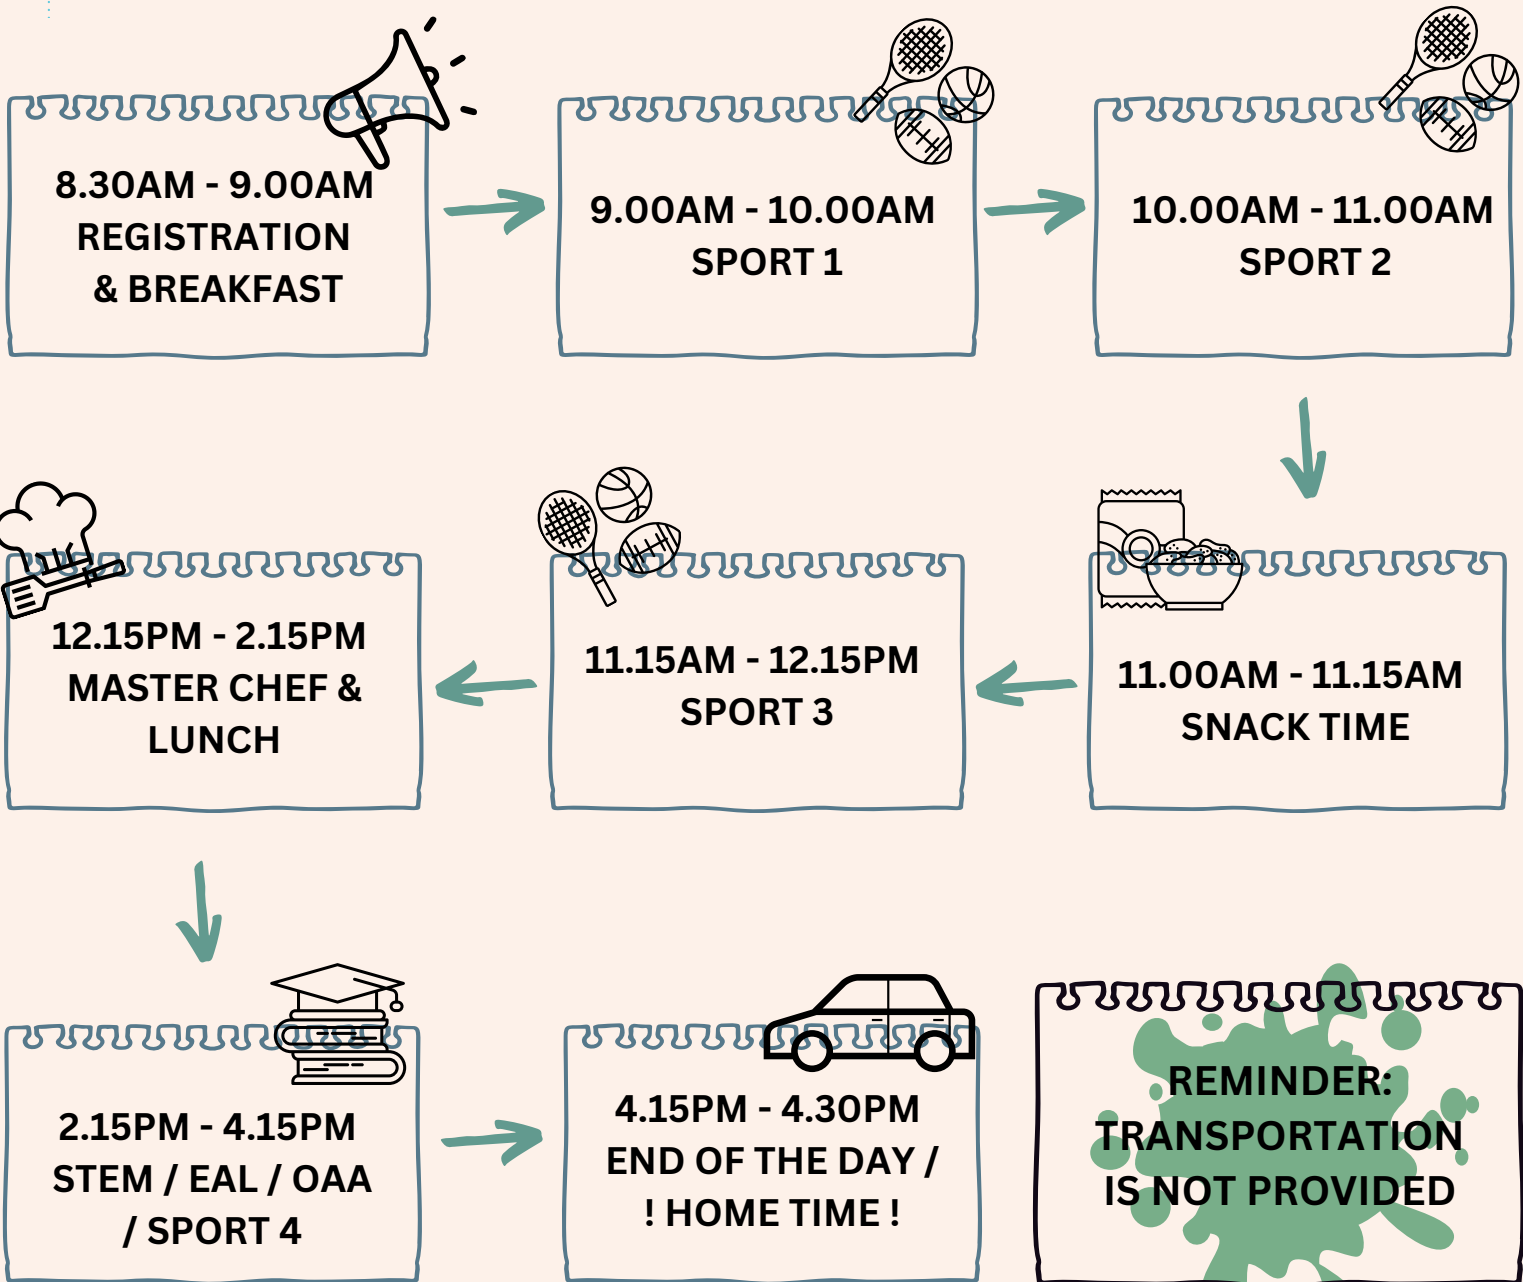 8.30AM - 9.00AM
REGISTRATION
& BREAKFAST
9.00AM - 10.00AM
SPORT 1
10.00AM - 11.00AM
SPORT 2
11.00AM - 11.15AM
SNACK TIME
11.15AM - 12.15PM
SPORT 3
12.15PM - 2.15PM
MASTER CHEF &
LUNCH
2.15PM - 4.15PM
STEM / EAL / OAA
/ SPORT 4
4.15PM - 4.30PM
END OF THE DAY /
! HOME TIME !
REMINDER:
TRANSPORTATION
IS NOT PROVIDED